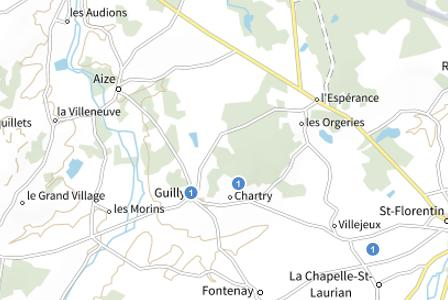 les Audions
Aize
l'Espérance
la Villeneuve
les Orgeries
uillets
R
le Grand Village
Guilly
1
1
Chartry
les Morins
St-Florentin
Villejeux
1
La Chapelle-St-
Laurian
Fontenay